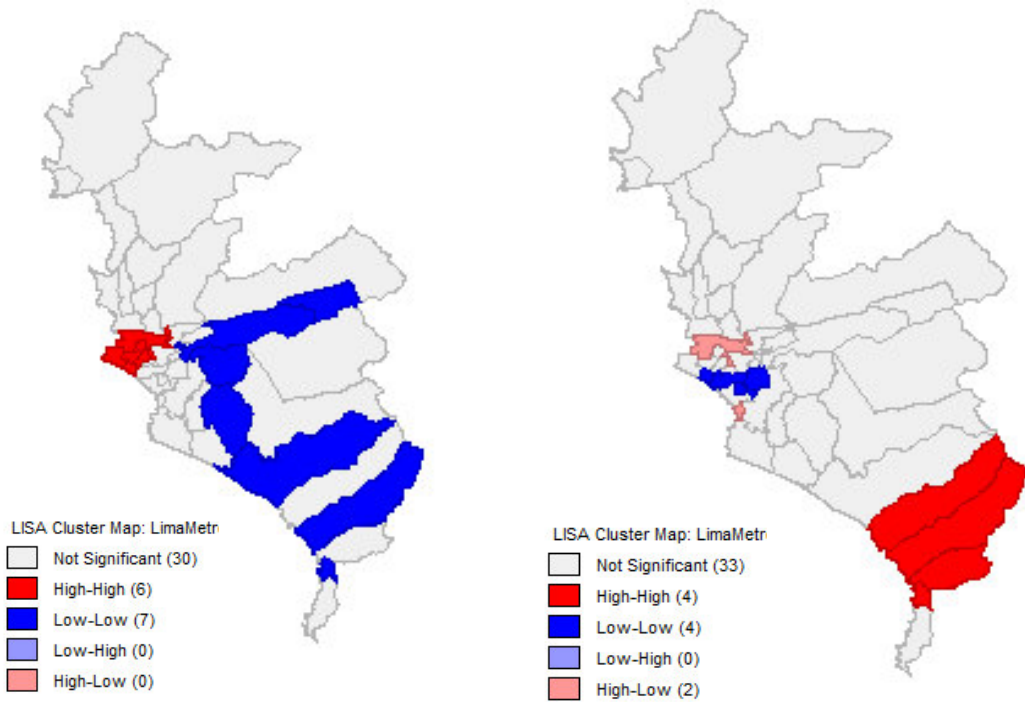 LISA Cluster Map: LimaMetr
Not Significant (30)
High-High (6)
Low-Low (7)
Low-High (0)
High-Low (0)
LISA Cluster Map: LimaMetr
Not Significant (33)
High-High (4)
Low-Low (4)
Low-High (0)
High-Low (2)